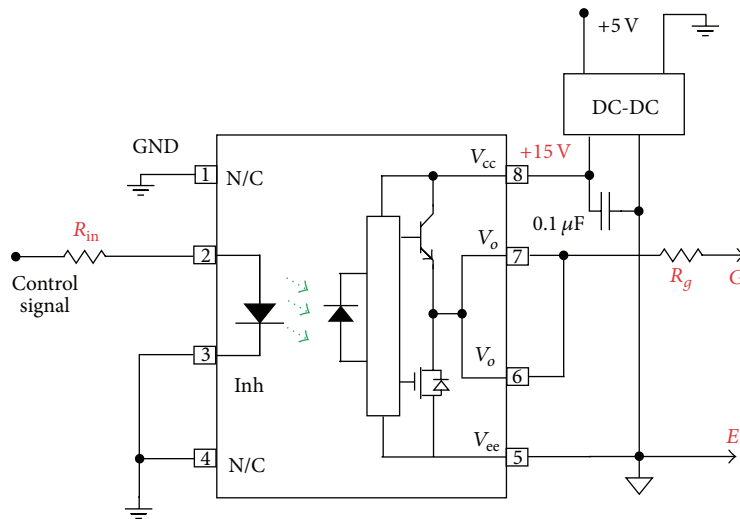 +5 V
DC-DC
GND
1
N/C
V_cc
+15 V
8
0.1 μF
R_in
2
V_o
7
R_g
G
Control
signal
3
Inh
V_o
6
4
N/C
V_ee
5
E